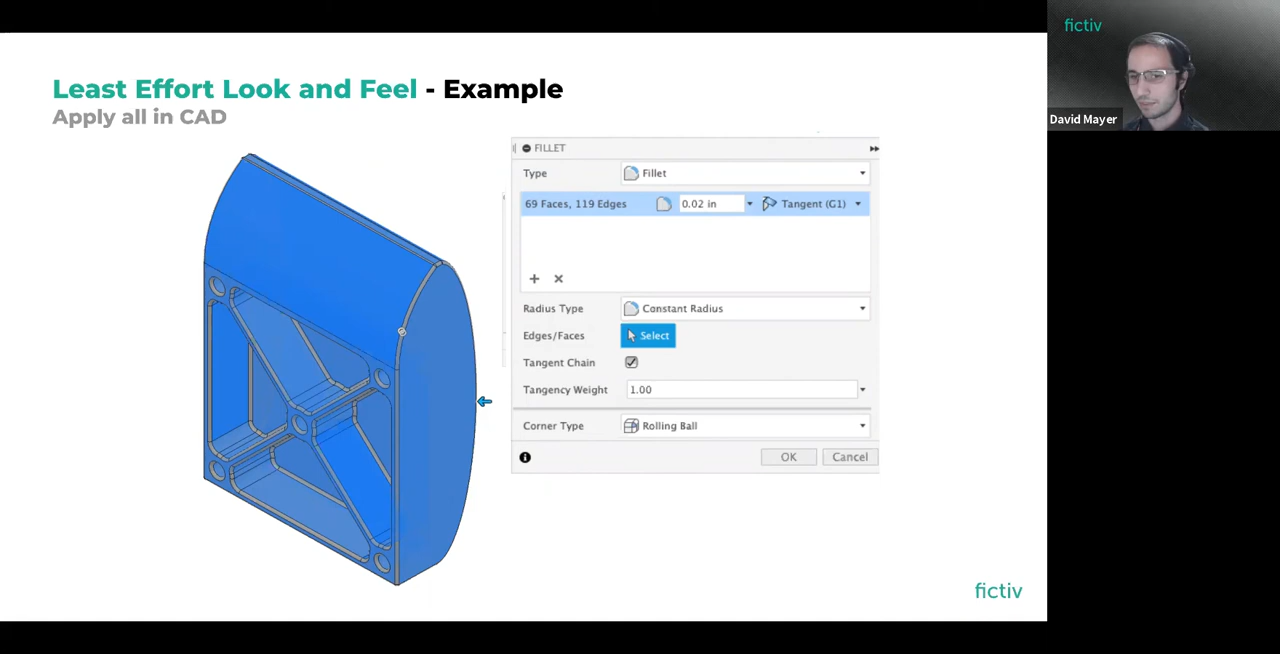 fictiv
David Mayer
Least Effort Look and Feel - Example
Apply all in CAD
FILLET
Type Fillet
69 Faces, 119 Edges 0.02 in Tangent (G1)
Radius Type Constant Radius
Edges/Faces Select
Tangent Chain
Tangency Weight 1.00
Corner Type Rolling Ball
OK Cancel
fictiv